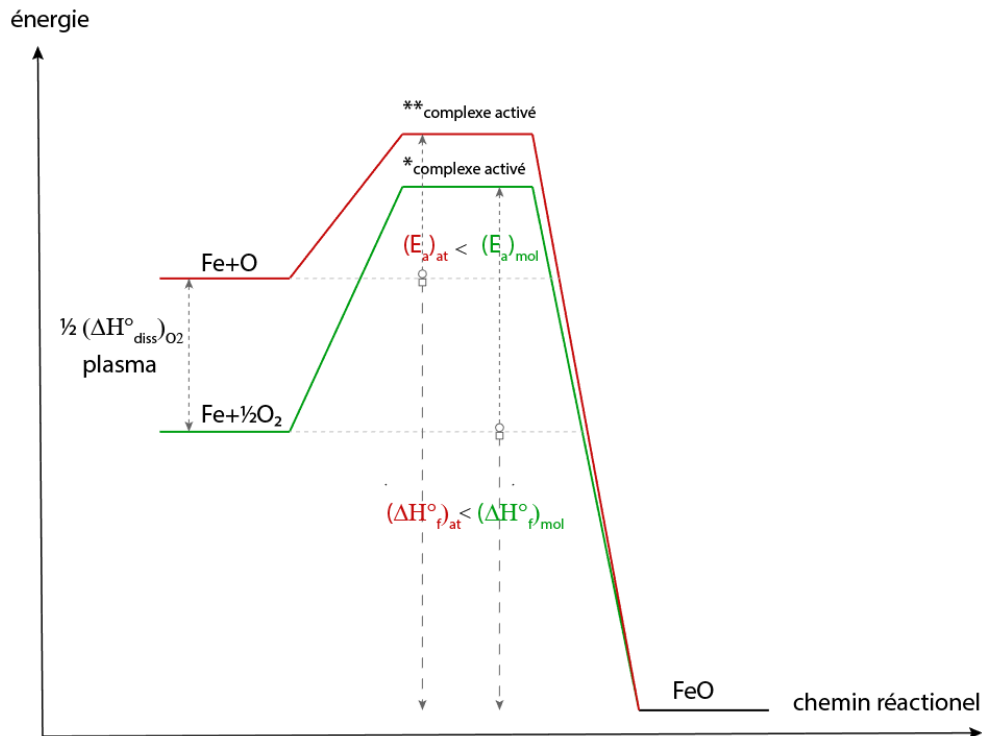 énergie
**complexe activé
*complexe activé
(Ea)at < (Ea)mol
Fe+O
½ (ΔH°diss)O2
plasma
Fe+½O₂
(ΔH°f)at < (ΔH°f)mol
FeO
chemin réactionel